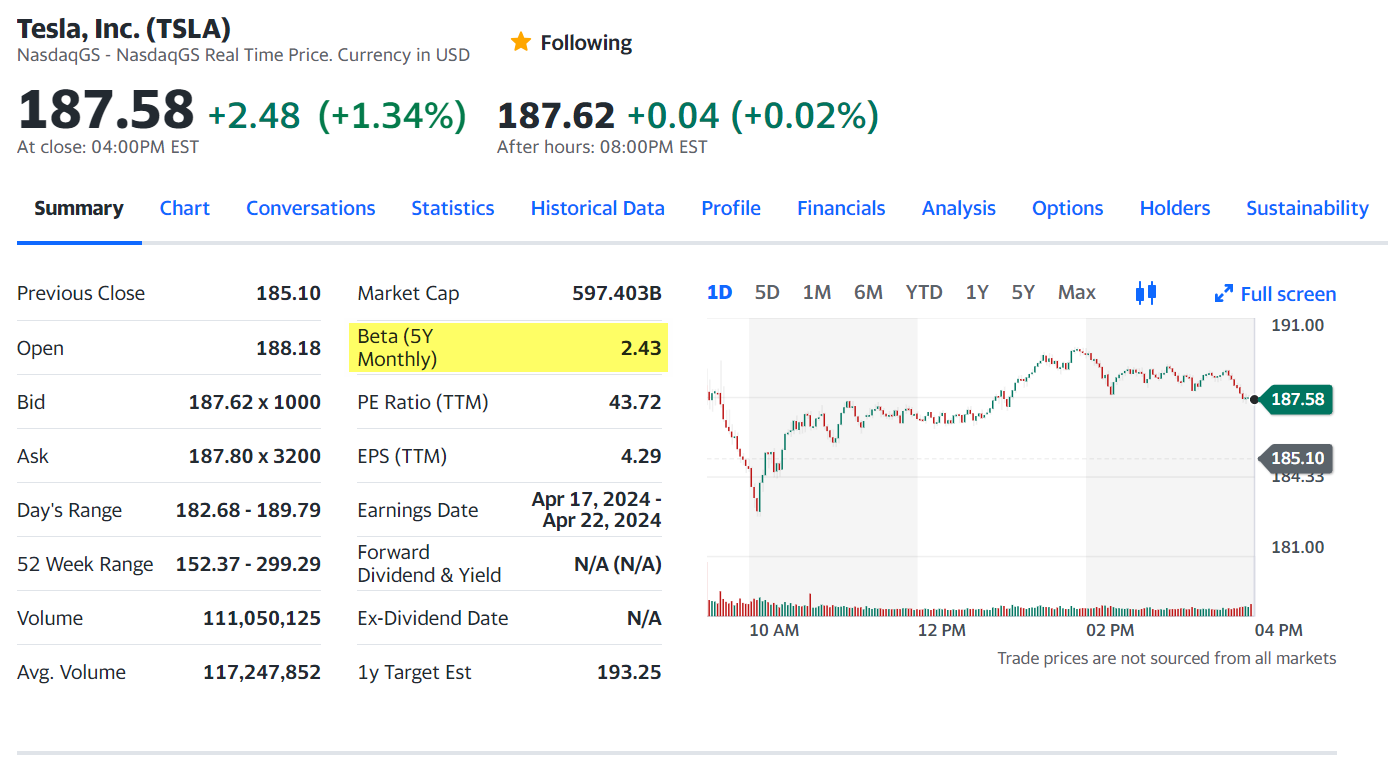 Tesla, Inc. (TSLA)
NasdaqGS - NasdaqGS Real Time Price. Currency in USD
Following
187.58 +2.48 (+1.34%)
At close: 04:00PM EST
187.62 +0.04 (+0.02%)
After hours: 08:00PM EST
Summary Chart Conversations Statistics Historical Data Profile Financials Analysis Options Holders Sustainability
Previous Close 185.10
Open 188.18
Bid 187.62 x 1000
Ask 187.80 x 3200
Day's Range 182.68 - 189.79
52 Week Range 152.37 - 299.29
Volume 111,050,125
Avg. Volume 117,247,852
Market Cap 597.403B
Beta (5Y
Monthly) 2.43
PE Ratio (TTM) 43.72
EPS (TTM) 4.29
Earnings Date Apr 17, 2024 -
Apr 22, 2024
Forward
Dividend & Yield N/A (N/A)
Ex-Dividend Date N/A
1y Target Est 193.25
1D 5D 1M 6M YTD 1Y 5Y Max Full screen
191.00
187.58
185.10
184.33
181.00
10 AM 12 PM 02 PM 04 PM
Trade prices are not sourced from all markets